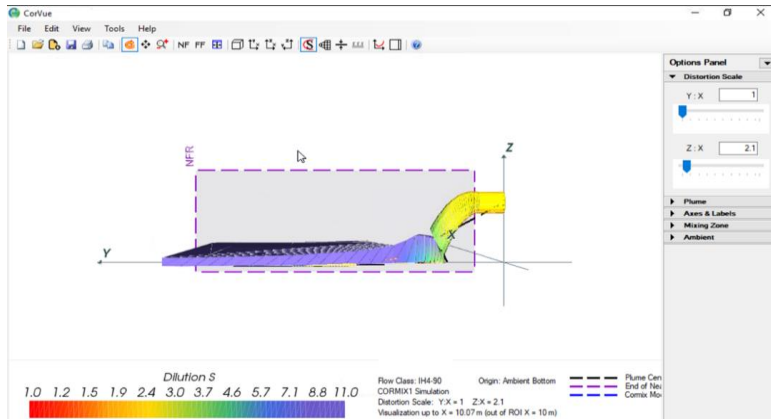 CorVue
File Edit View Tools Help
NF FF
Options Panel
Distortion Scale
Y : X 1
Z : X 2.1
Plume
Axes & Labels
Mixing Zone
Ambient
NFR
Z
X
Y
Dilution S
1.0 1.2 1.5 1.9 2.4 3.0 3.7 4.6 5.7 7.1 8.8 11.0
Flow Class: IH4-90 Origin: Ambient Bottom
CORMIX1 Simulation
Distortion Scale: Y:X = 1 Z:X = 2.1
Visualization up to X = 10.07 m (out of ROI X = 10 m)
Plume Cen
End of Nea
Cormix Mo